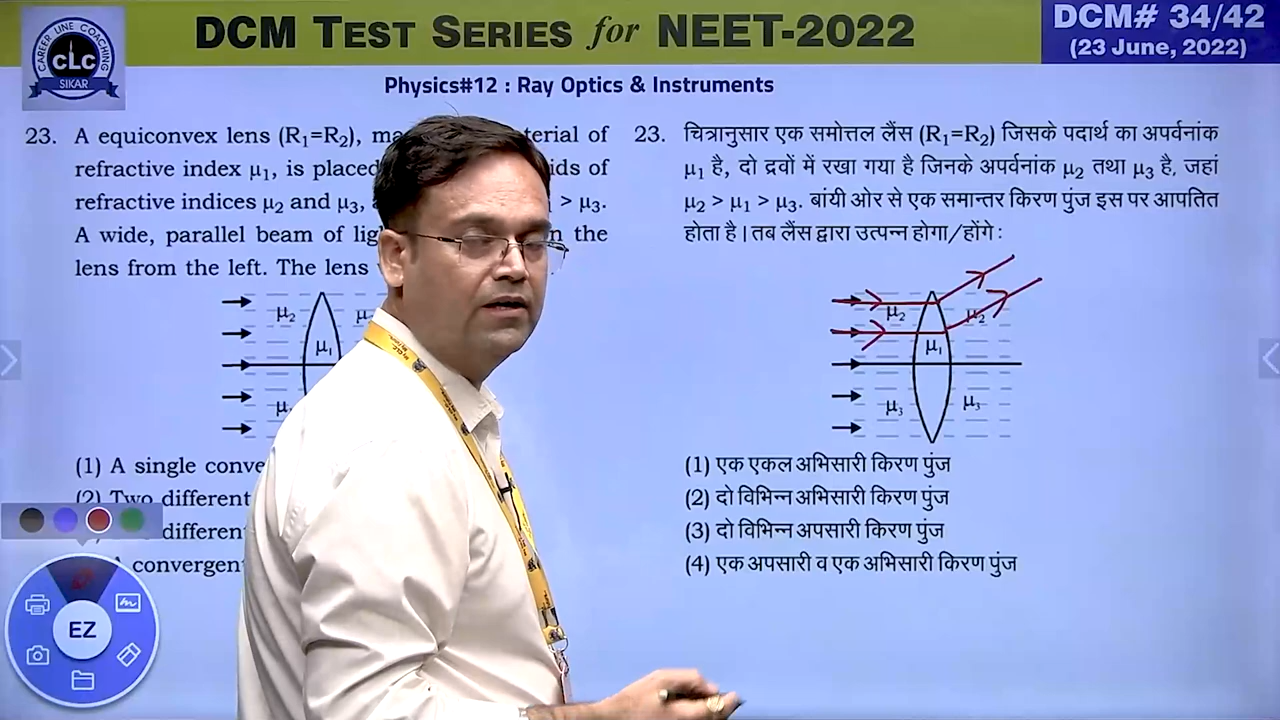 DCM TEST SERIES for NEET-2022
DCM# 34/42
(23 June, 2022)
CAREER LINE COACHING
CLC
SIKAR
Physics#12 : Ray Optics & Instruments
23. A equiconvex lens (R₁=R₂), ma terial of
refractive index μ₁, is placed ids of
refractive indices μ₂ and μ₃, > μ₃.
A wide, parallel beam of lig n the
lens from the left. The lens
μ₂
μ₁
μ
(1) A single conve
(2) Two different
different
A convergent
23. चित्रानुसार एक समोत्तल लैंस (R₁=R₂) जिसके पदार्थ का अपर्वनांक
μ₁ है, दो द्रवों में रखा गया है जिनके अपर्वनांक μ₂ तथा μ₃ है, जहां
μ₂ > μ₁ > μ₃. बांयी ओर से एक समान्तर किरण पुंज इस पर आपतित
होता है। तब लैंस द्वारा उत्पन्न होगा/होंगे :
μ₂ μ₂
μ₁
μ₃ μ₃
(1) एक एकल अभिसारी किरण पुंज
(2) दो विभिन्न अभिसारी किरण पुंज
(3) दो विभिन्न अपसारी किरण पुंज
(4) एक अपसारी व एक अभिसारी किरण पुंज
EZ